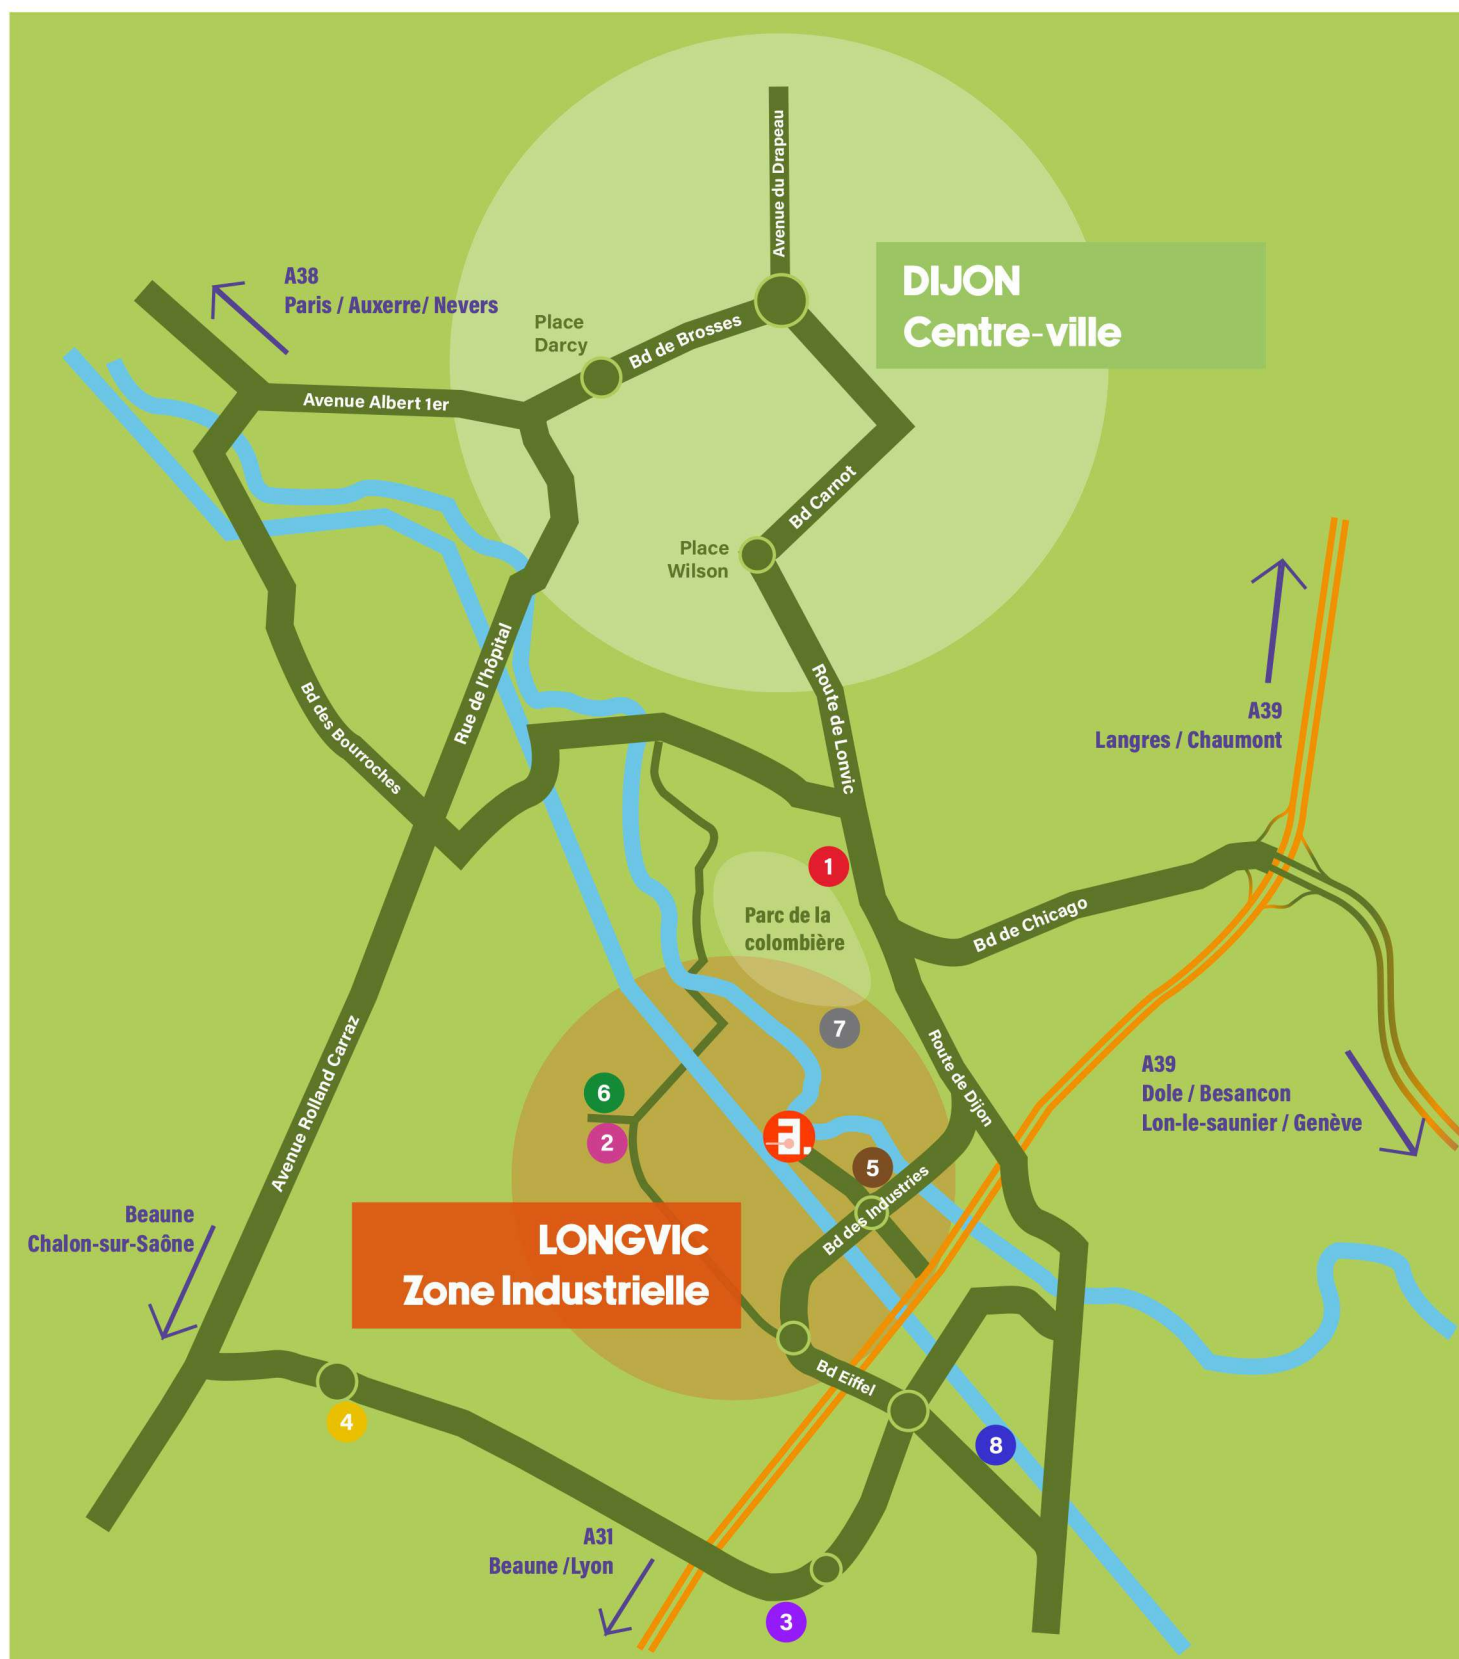 Avenue du Drapeau
DIJON
Centre-ville
A38
Paris / Auxerre/ Nevers
Place
Darcy
Bd de Brosses
Avenue Albert 1er
Bd Carnot
Place
Wilson
Rue de l'hôpital
Bd des Bourroches
Route de Lonvic
A39
Langres / Chaumont
1
Parc de la
colombière
Bd de Chicago
7
Route de Dijon
A39
Dole / Besancon
Lon-le-saunier / Genève
6
2
5
Avenue Rolland Carraz
Bd des Industries
Beaune
Chalon-sur-Saône
LONGVIC
Zone Industrielle
Bd Eiffel
4
8
A31
Beaune /Lyon
3